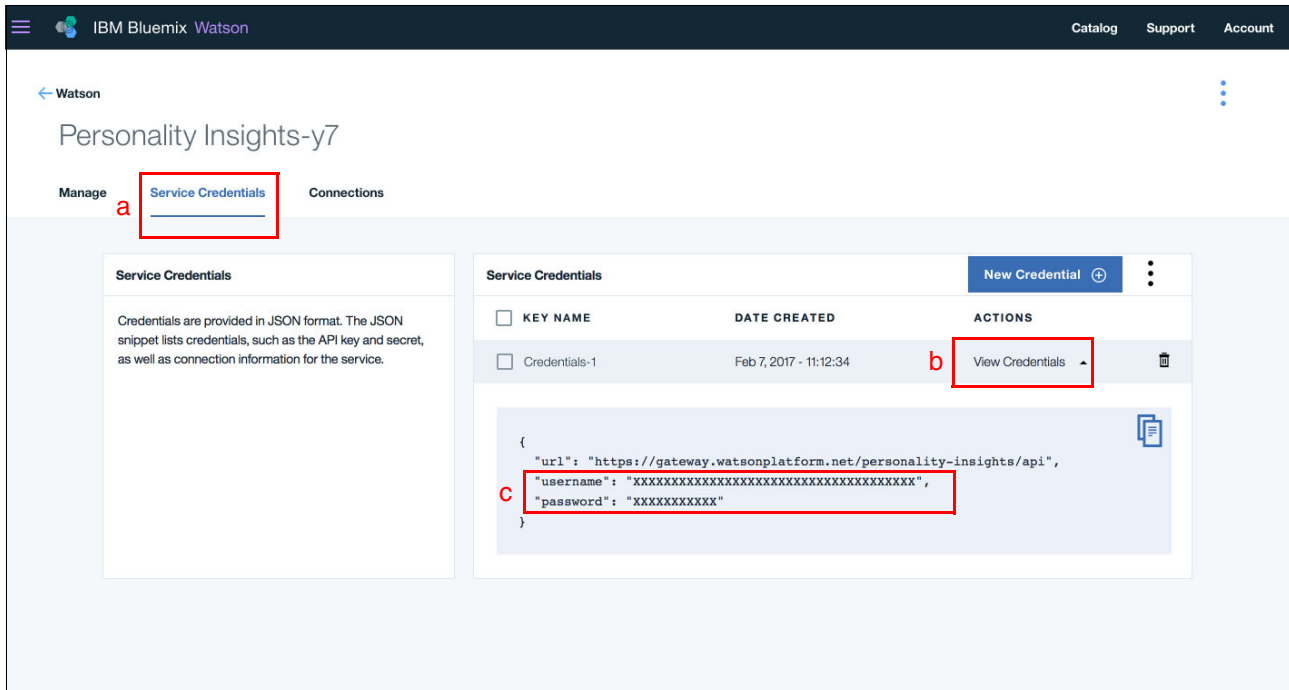 IBM Bluemix Watson
Catalog Support Account
Watson
Personality Insights-y7
Manage
a
Service Credentials
Connections
Service Credentials
Credentials are provided in JSON format. The JSON
snippet lists credentials, such as the API key and secret,
as well as connection information for the service.
Service Credentials
New Credential
KEY NAME DATE CREATED ACTIONS
Credentials-1 Feb 7, 2017 - 11:12:34 b View Credentials
{
"url": "https://gateway.watsonplatform.net/personality-insights/api",
c "username": "XXXXXXXXXXXXXXXXXXXXXXXXXXXXXXXXXXXX",
"password": "XXXXXXXXXXX"
}